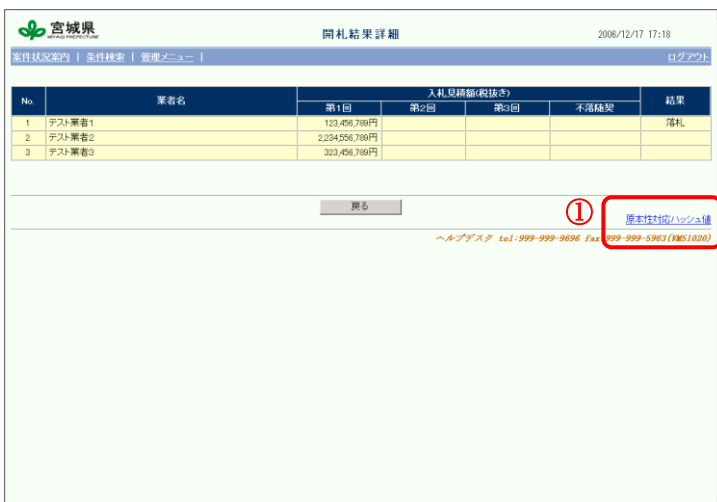 宮城県
MIYAGI PREFECTURE
開札結果詳細
2006/12/17 17:18
案件状況案内 | 条件検索 | 管理メニュー |
ログアウト
No. 業者名 入札見積額(税抜き) 結果
第1回 第2回 第3回 不落随契
1 テスト業者1 123,456,789円 落札
2 テスト業者2 2,234,556,789円
3 テスト業者3 323,456,789円
戻る
①
原本性対応ハッシュ値
ヘルプデスク tel:999-999-9696 fax:999-999-5963(VM51020)